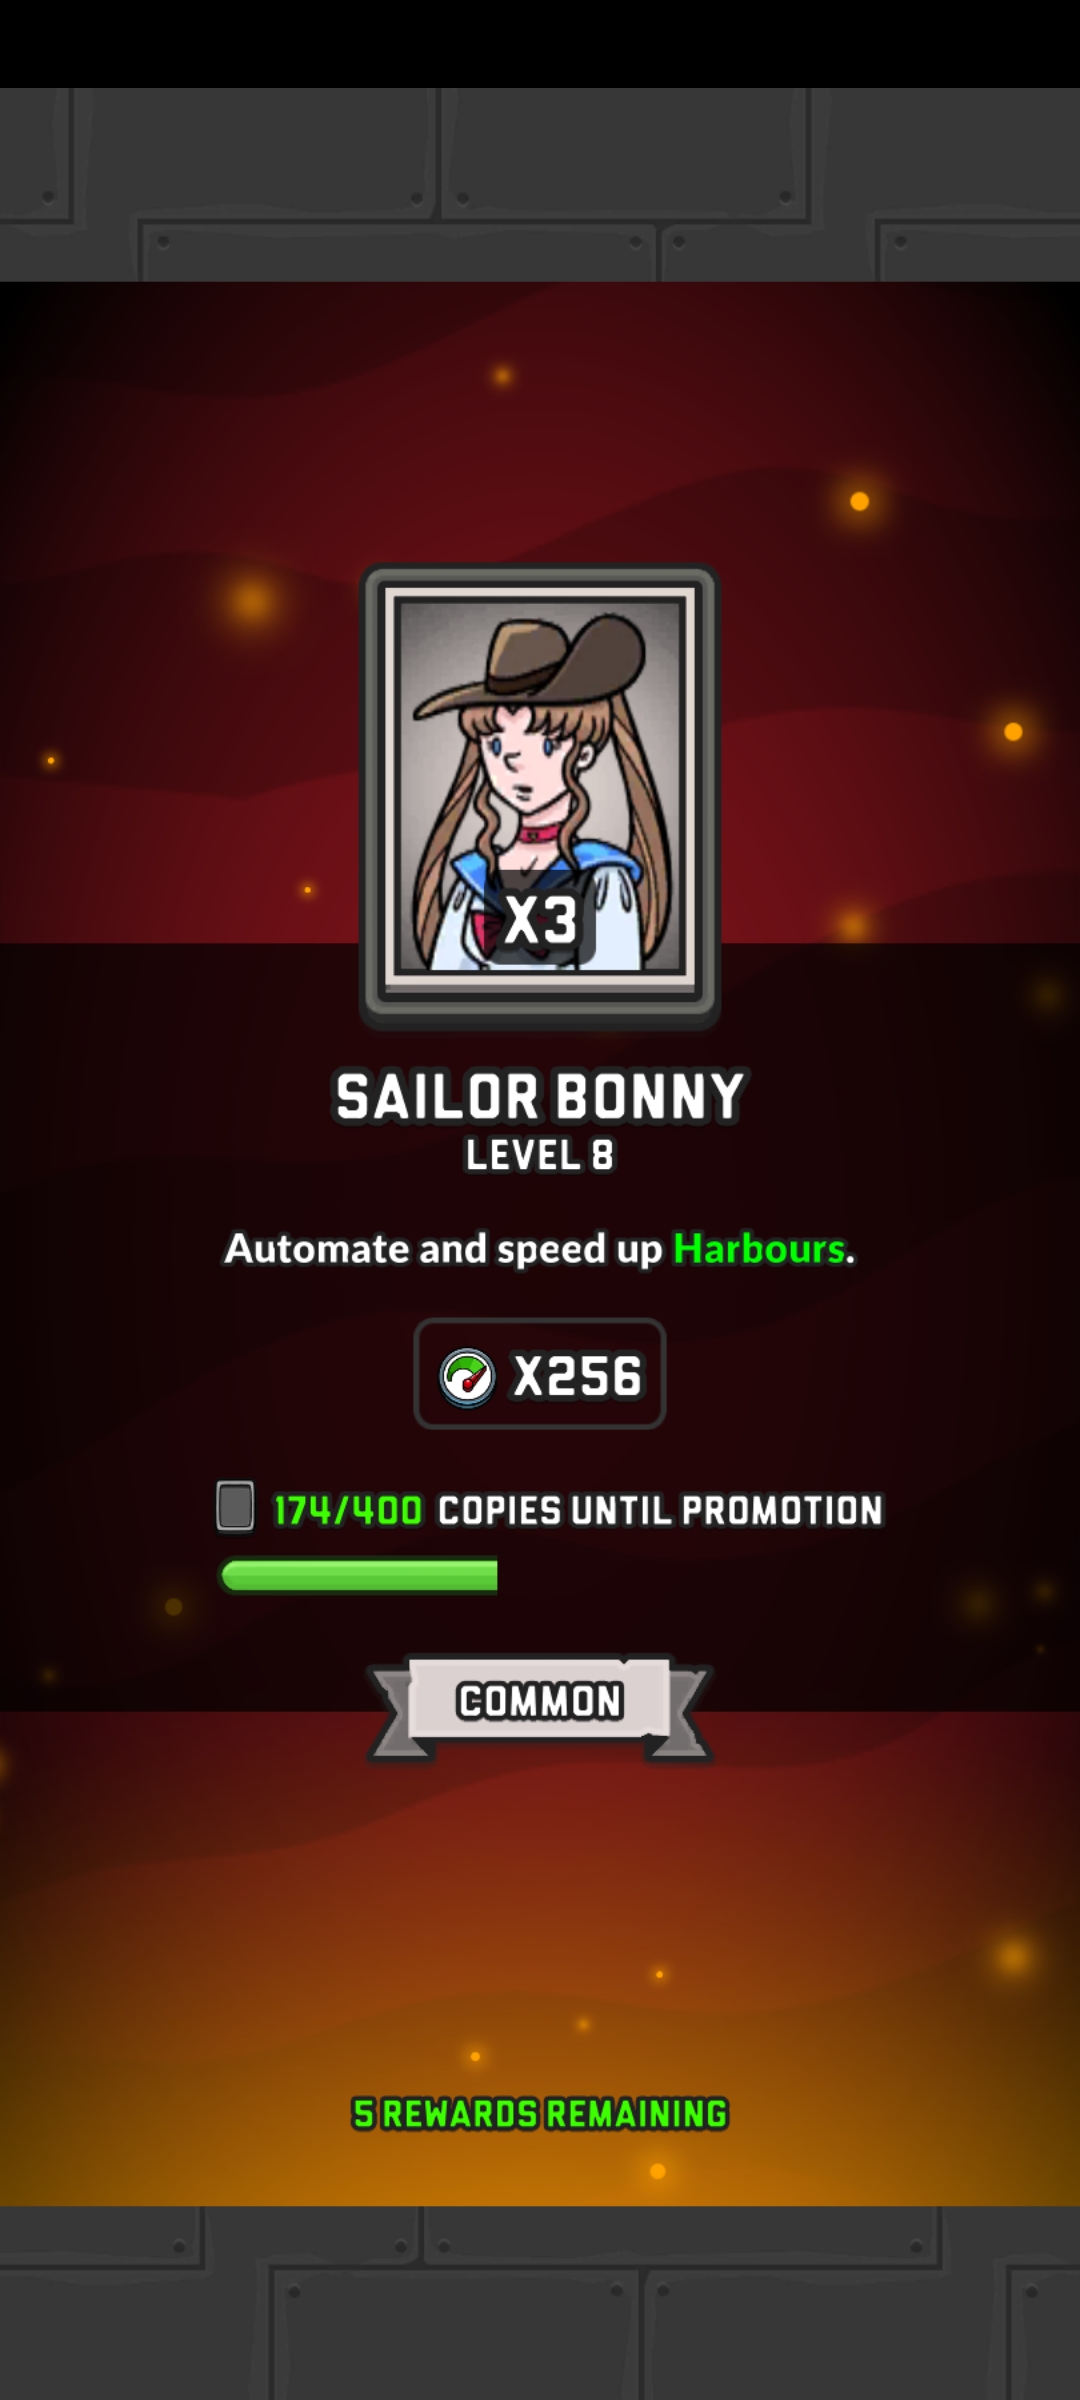 X3
SAILOR BONNY
LEVEL 8
Automate and speed up Harbours.
X256
174/400 COPIES UNTIL PROMOTION
COMMON
5 REWARDS REMAINING